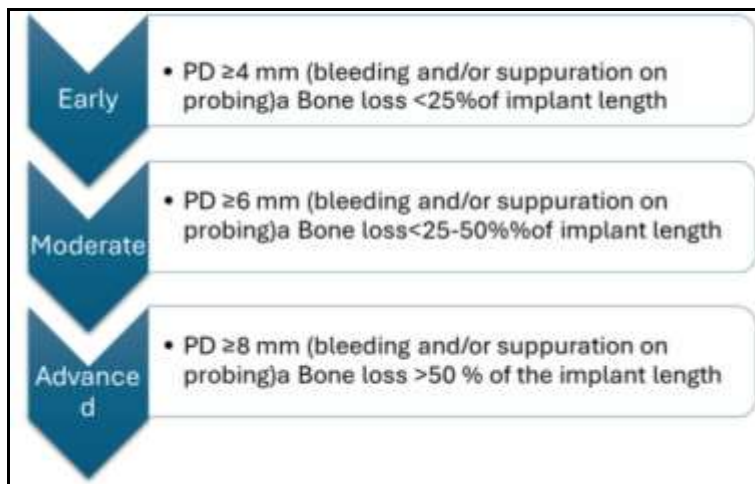 Early
• PD ≥4 mm (bleeding and/or suppuration on
probing)a Bone loss <25%of implant length
Moderate
• PD ≥6 mm (bleeding and/or suppuration on
probing)a Bone loss<25-50%%of implant length
Advance
d
• PD ≥8 mm (bleeding and/or suppuration on
probing)a Bone loss >50 % of the implant length